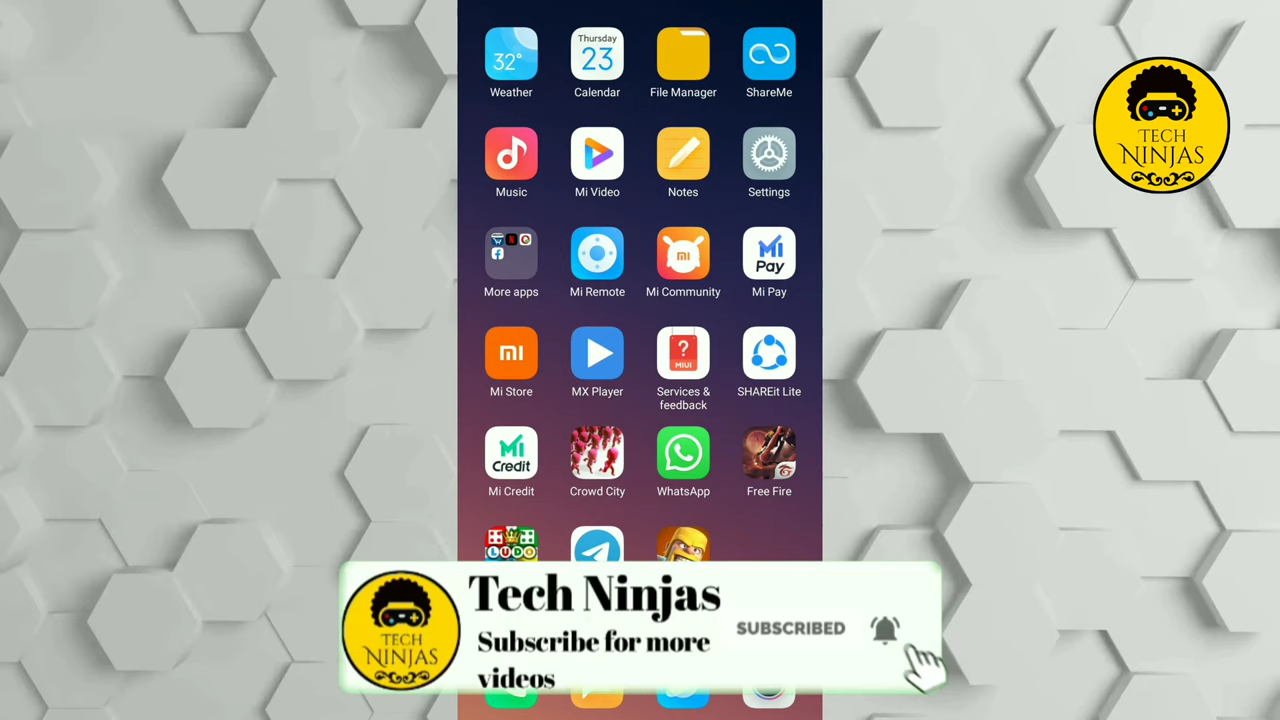 Thursday
32°
23
Weather
Calendar
File Manager
ShareMe
TECH
NINJAS
Music
Mi Video
Notes
Settings
Mi
Pay
More apps
Mi Remote
Mi Community
Mi Pay
?
MIUI
Mi Store
MX Player
Services &
feedback
SHAREit Lite
Mi
Credit
Mi Credit
Crowd City
WhatsApp
Free Fire
LUDO
TECH
NINJAS
Tech Ninjas
Subscribe for more
videos
SUBSCRIBED